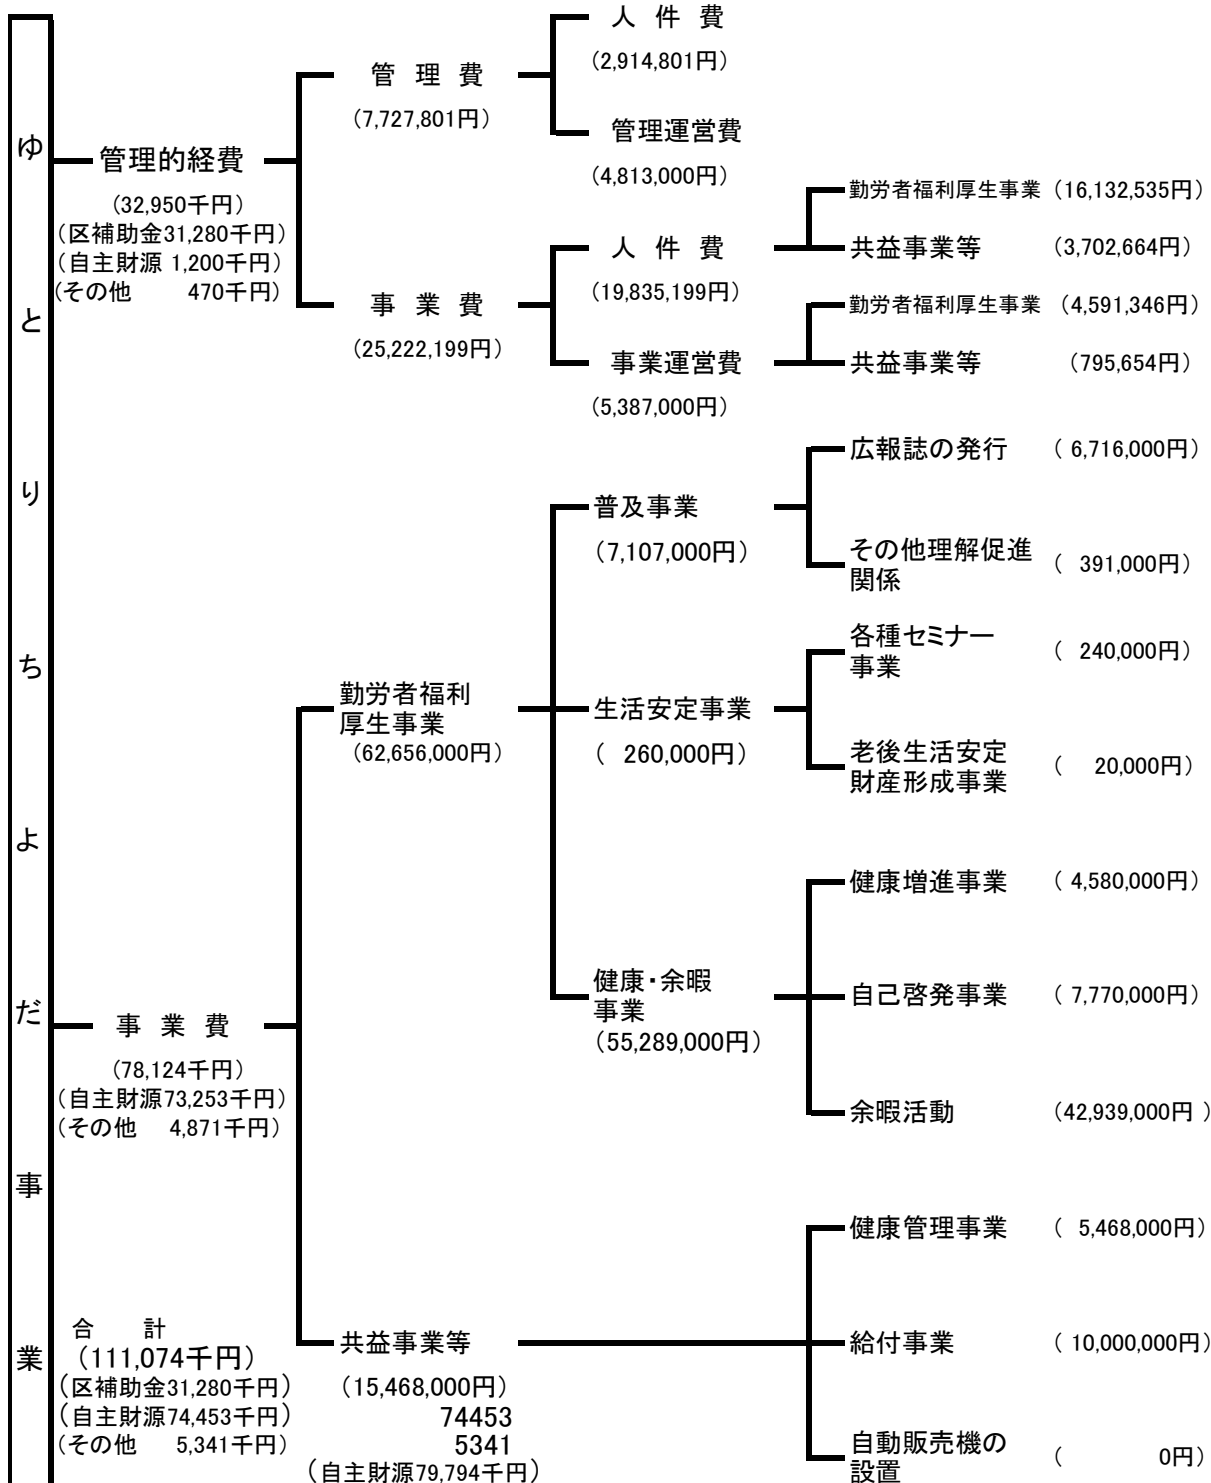 ゆとりちよだ事業
管理的経費
（32,950千円）
（区補助金31,280千円）
（自主財源 1,200千円）
（その他 470千円）
管 理 費
（7,727,801円）
人 件 費
（2,914,801円）
管理運営費
（4,813,000円）
事 業 費
（25,222,199円）
人 件 費
（19,835,199円）
勤労者福利厚生事業 （16,132,535円）
共益事業等 （3,702,664円）
事業運営費
（5,387,000円）
勤労者福利厚生事業 （4,591,346円）
共益事業等 （795,654円）
事 業 費
（78,124千円）
（自主財源73,253千円）
（その他 4,871千円）
勤労者福利
厚生事業
（62,656,000円）
普及事業
（7,107,000円）
広報誌の発行 （ 6,716,000円）
その他理解促進
関係 （ 391,000円）
生活安定事業
（ 260,000円）
各種セミナー
事業 （ 240,000円）
老後生活安定
財産形成事業 （ 20,000円）
健康・余暇
事業
（55,289,000円）
健康増進事業 （ 4,580,000円）
自己啓発事業 （ 7,770,000円）
余暇活動 （42,939,000円 ）
共益事業等
（15,468,000円）
74453
5341
（自主財源79,794千円）
健康管理事業 （ 5,468,000円）
給付事業 （ 10,000,000円）
自動販売機の
設置 （ 0円）
合 計
（111,074千円）
（区補助金31,280千円）
（自主財源74,453千円）
（その他 5,341千円）